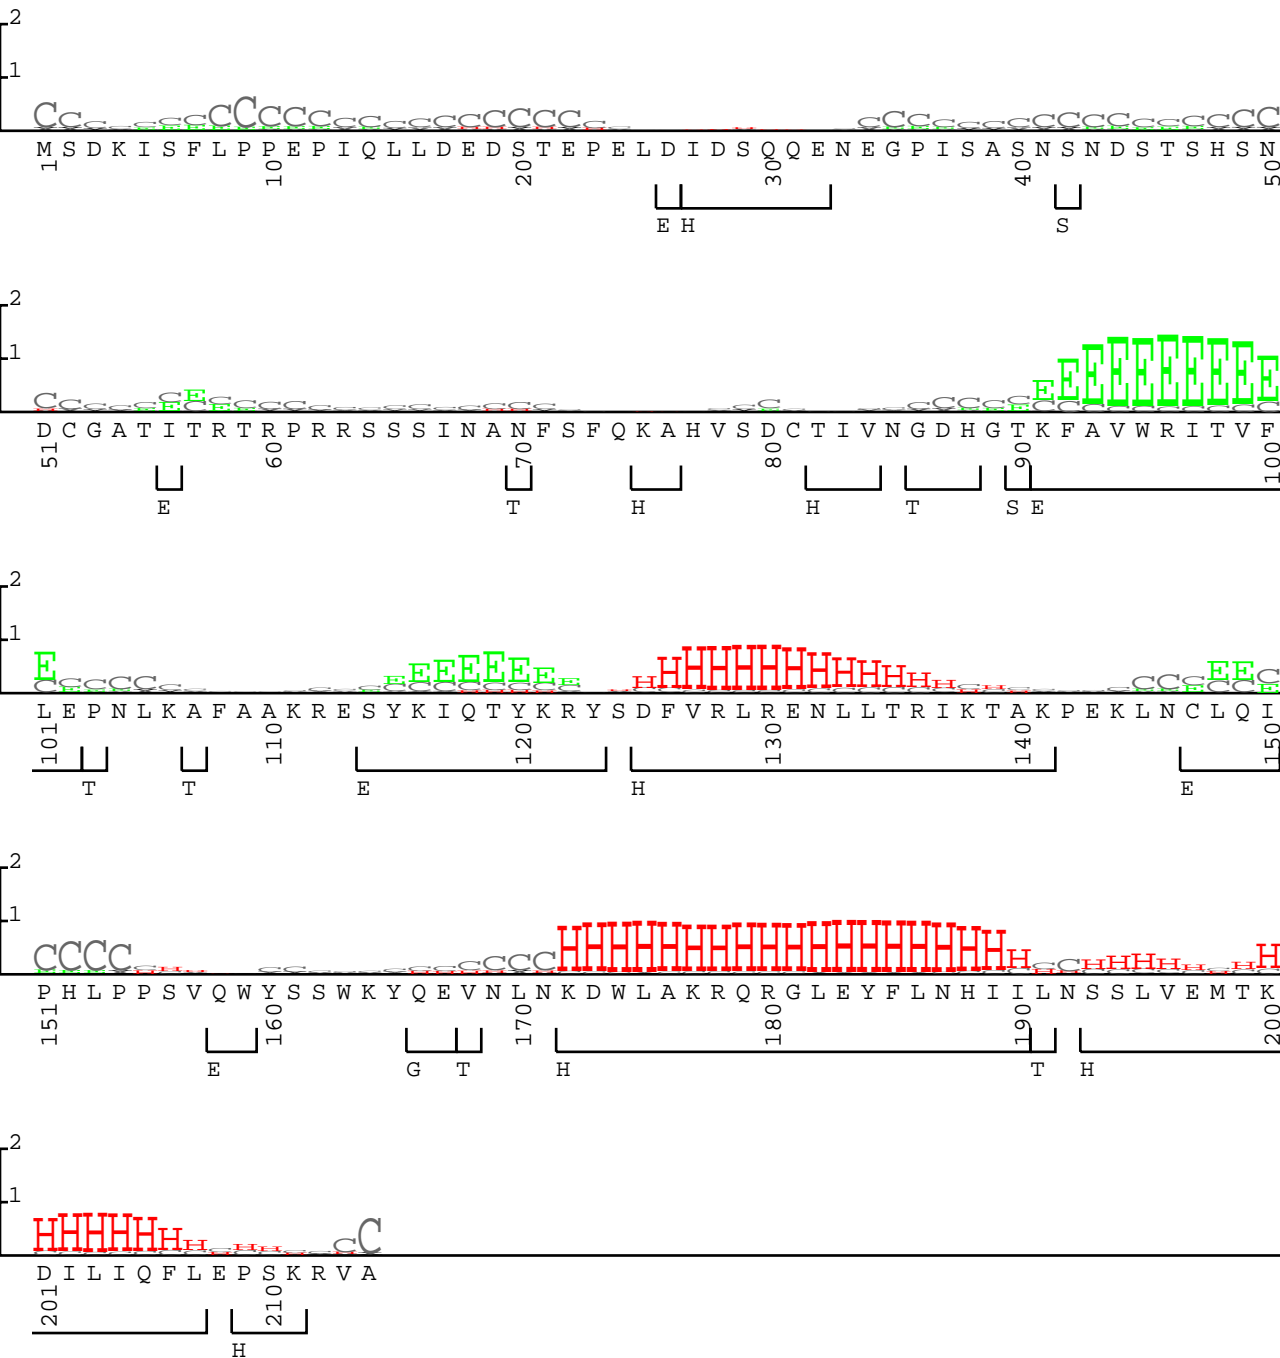 2
1
M S D K I S F L P P E P I Q L L D E D S T E P E L D I D S Q Q E N E G P I S A S N S N D S T S H S N
1 10 20 30 40 50
E H S
2
1
E E E E E E E E E E
D C G A T I T R T R P R R S S S I N A N F S F Q K A H V S D C T I V N G D H G T K F A V W R I T V F
51 60 70 80 90 100
E T H H T S E
2
1
L E P N L K A F A A K R E S Y K I Q T Y K R Y S D F V R L R E N L L T R I K T A K P E K L N C L Q I
101 110 120 130 140 150
T T E H E
2
1
C C C C
H H H H H H H H H H H H H H H H H H
P H L P P S V Q W Y S S W K Y Q E V N L N K D W L A K R Q R G L E Y F L N H I I L N S S L V E M T K
151 160 170 180 190 200
E G T H T H
2
1
H H H H H H
D I L I Q F L E P S K R V A
201 210
H